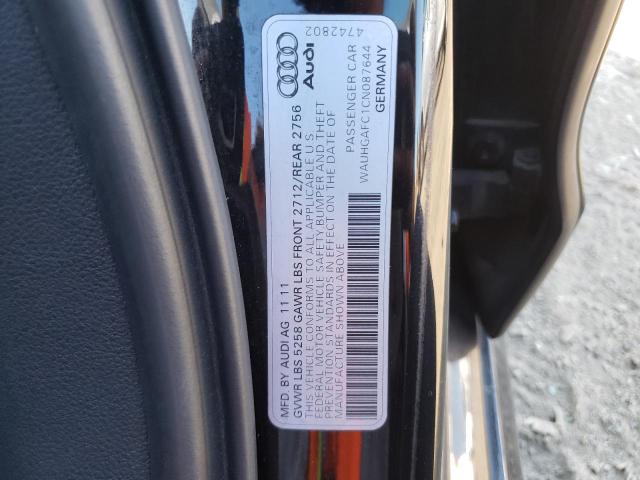 MFD. BY AUDI AG 11 11
GVWR LBS 5258 GAWR LBS FRONT 2712/REAR 2756
THIS VEHICLE CONFORMS TO ALL APPLICABLE U S
FEDERAL MOTOR VEHICLE SAFETY BUMPER AND THEFT
PREVENTION STANDARDS IN EFFECT ON THE DATE OF
MANUFACTURE SHOWN ABOVE
PASSENGER CAR
WAUHGAFC1CN087644
GERMANY
Audi
4742802